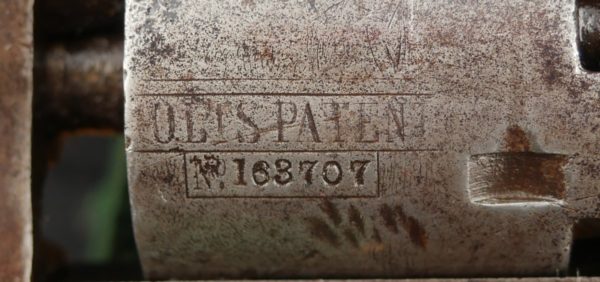 OLTS PATEN
No. 163707